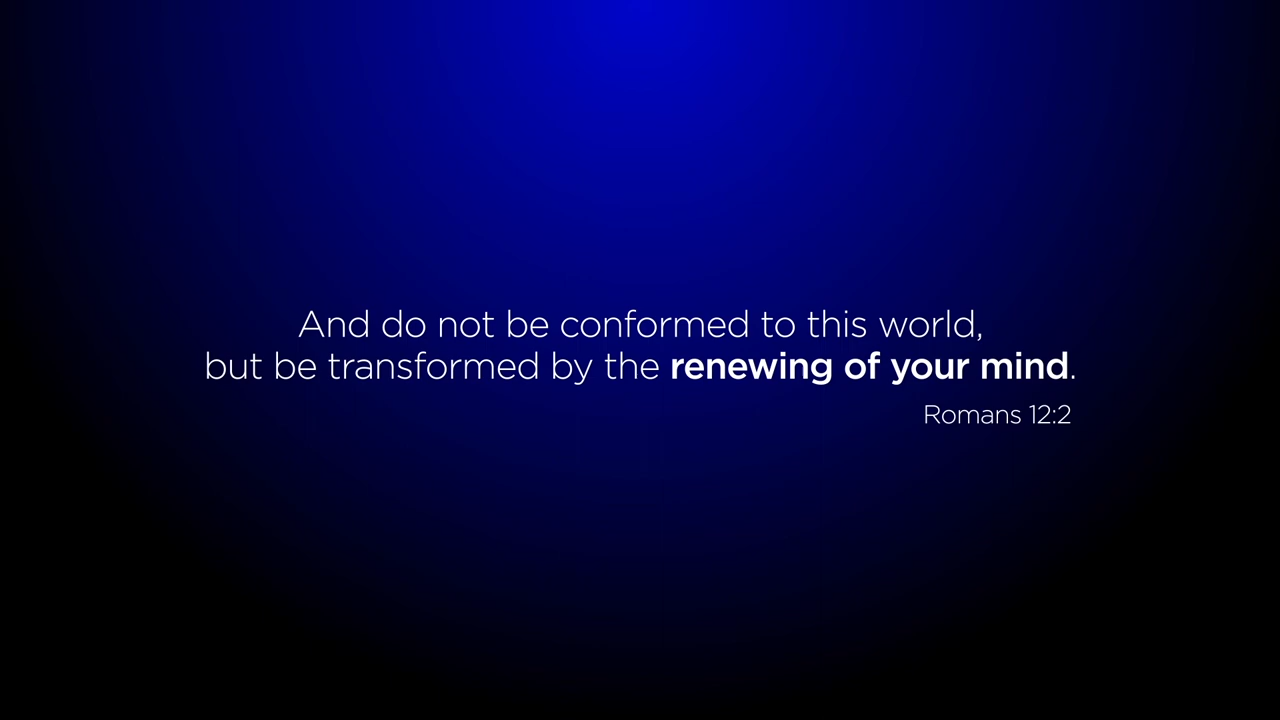 And do not be conformed to this world,
but be transformed by the renewing of your mind.
Romans 12:2